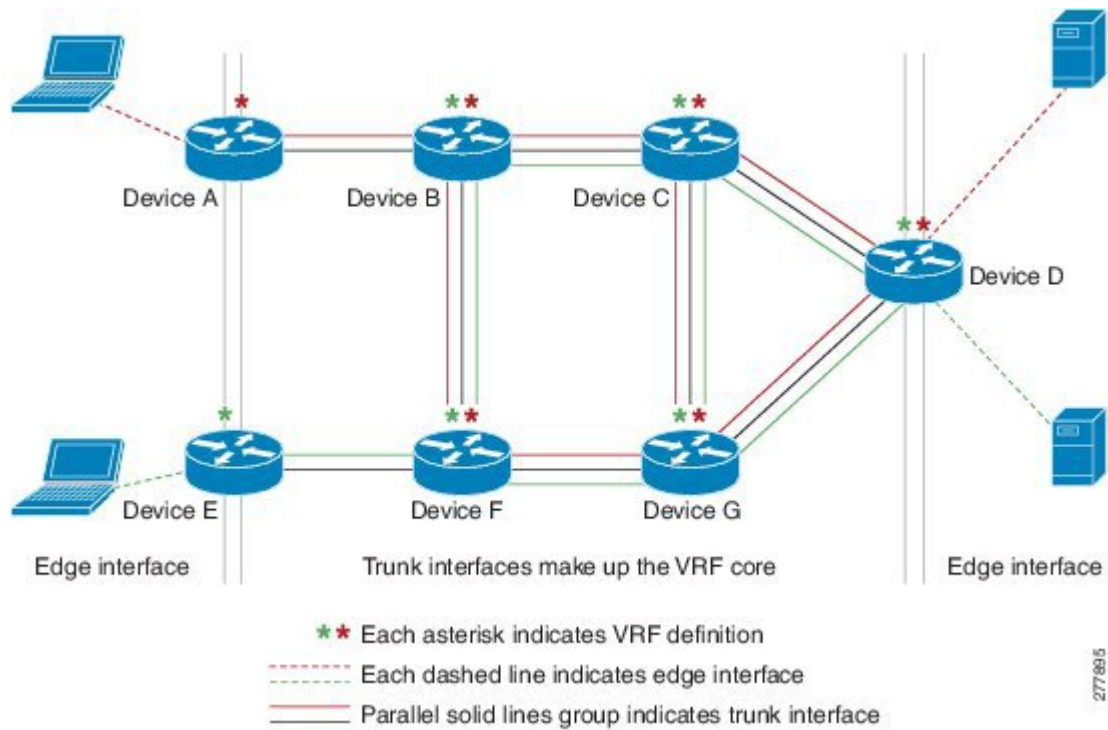 Device A
Device B
Device C
Device D
Device E
Device F
Device G
Edge interface
Trunk interfaces make up the VRF core
Edge interface
** Each asterisk indicates VRF definition
Each dashed line indicates edge interface
Parallel solid lines group indicates trunk interface
277895